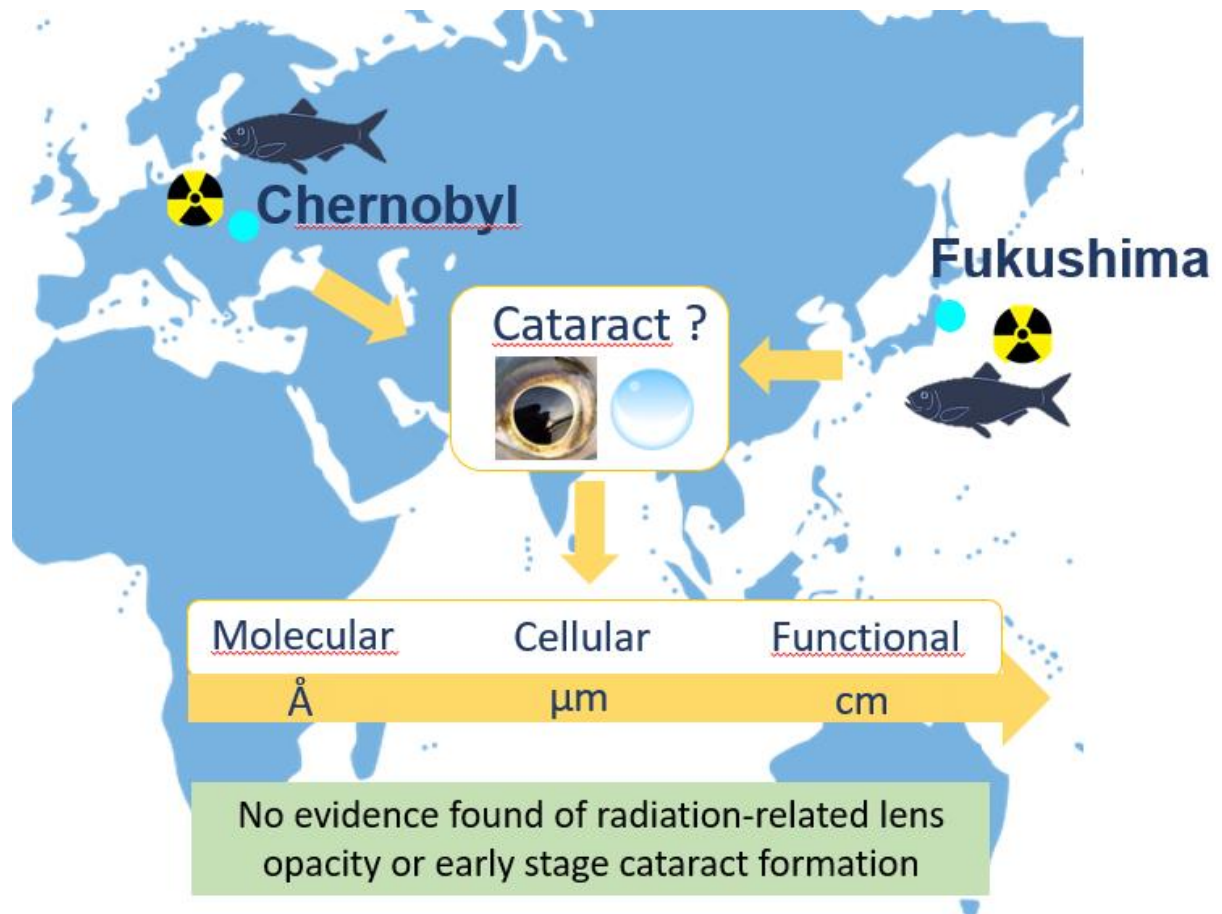 Chernobyl
Fukushima
Cataract ?
Molecular
Cellular
Functional
Å
μm
cm
No evidence found of radiation-related lens
opacity or early stage cataract formation